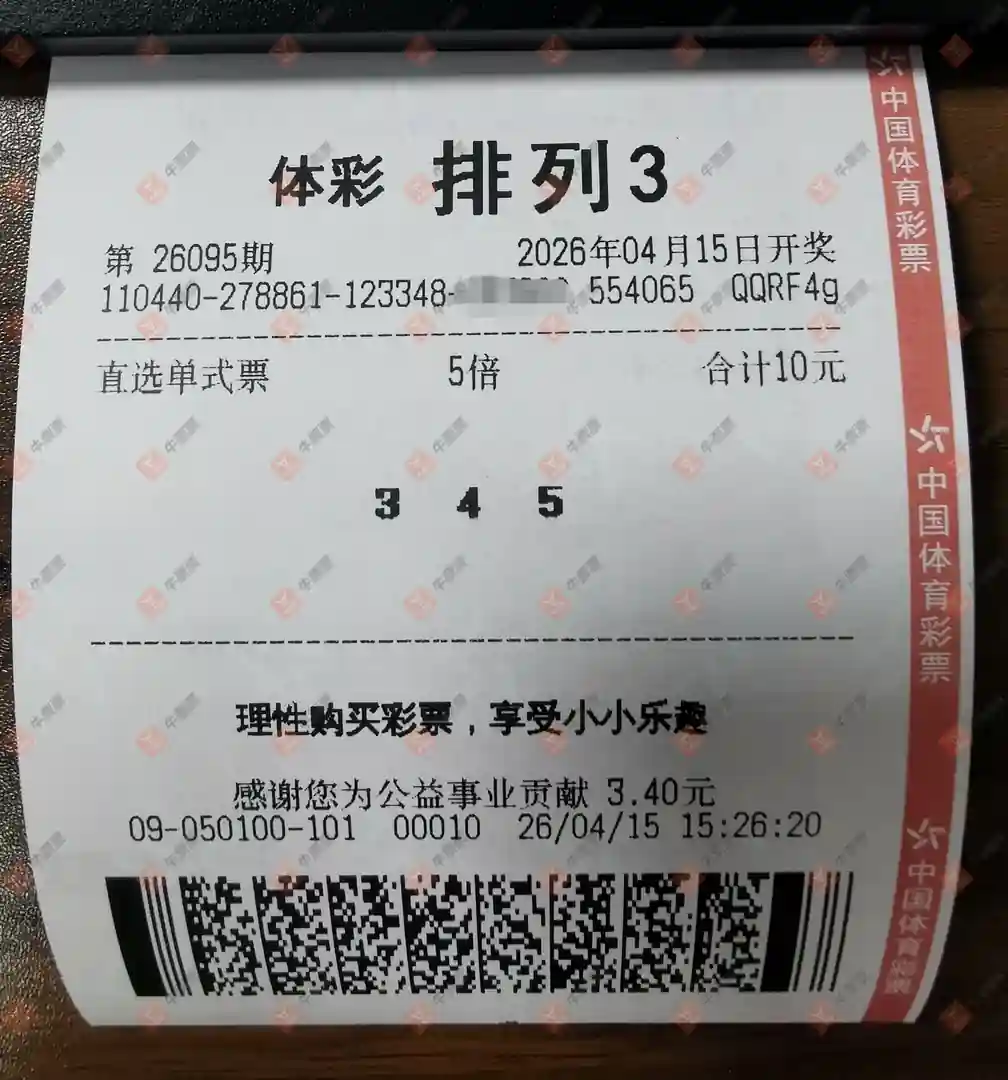 体彩 排列3
第 26095期 2026年04月15日开奖
110440-278861-123348- 554065 QQRF4g
直选单式票 5倍 合计10元
3 4 5
理性购买彩票，享受小小乐趣
感谢您为公益事业贡献 3.40元
09-050100-101 00010 26/04/15 15:26:20
中国体育彩票
中国体育彩票
中国体育彩票